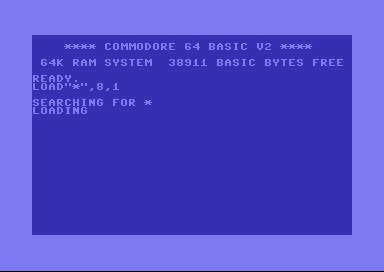 **** COMMODORE 64 BASIC V2 ****
64K RAM SYSTEM  38911 BASIC BYTES FREE
READY.
LOAD"*",8,1
SEARCHING FOR *
LOADING